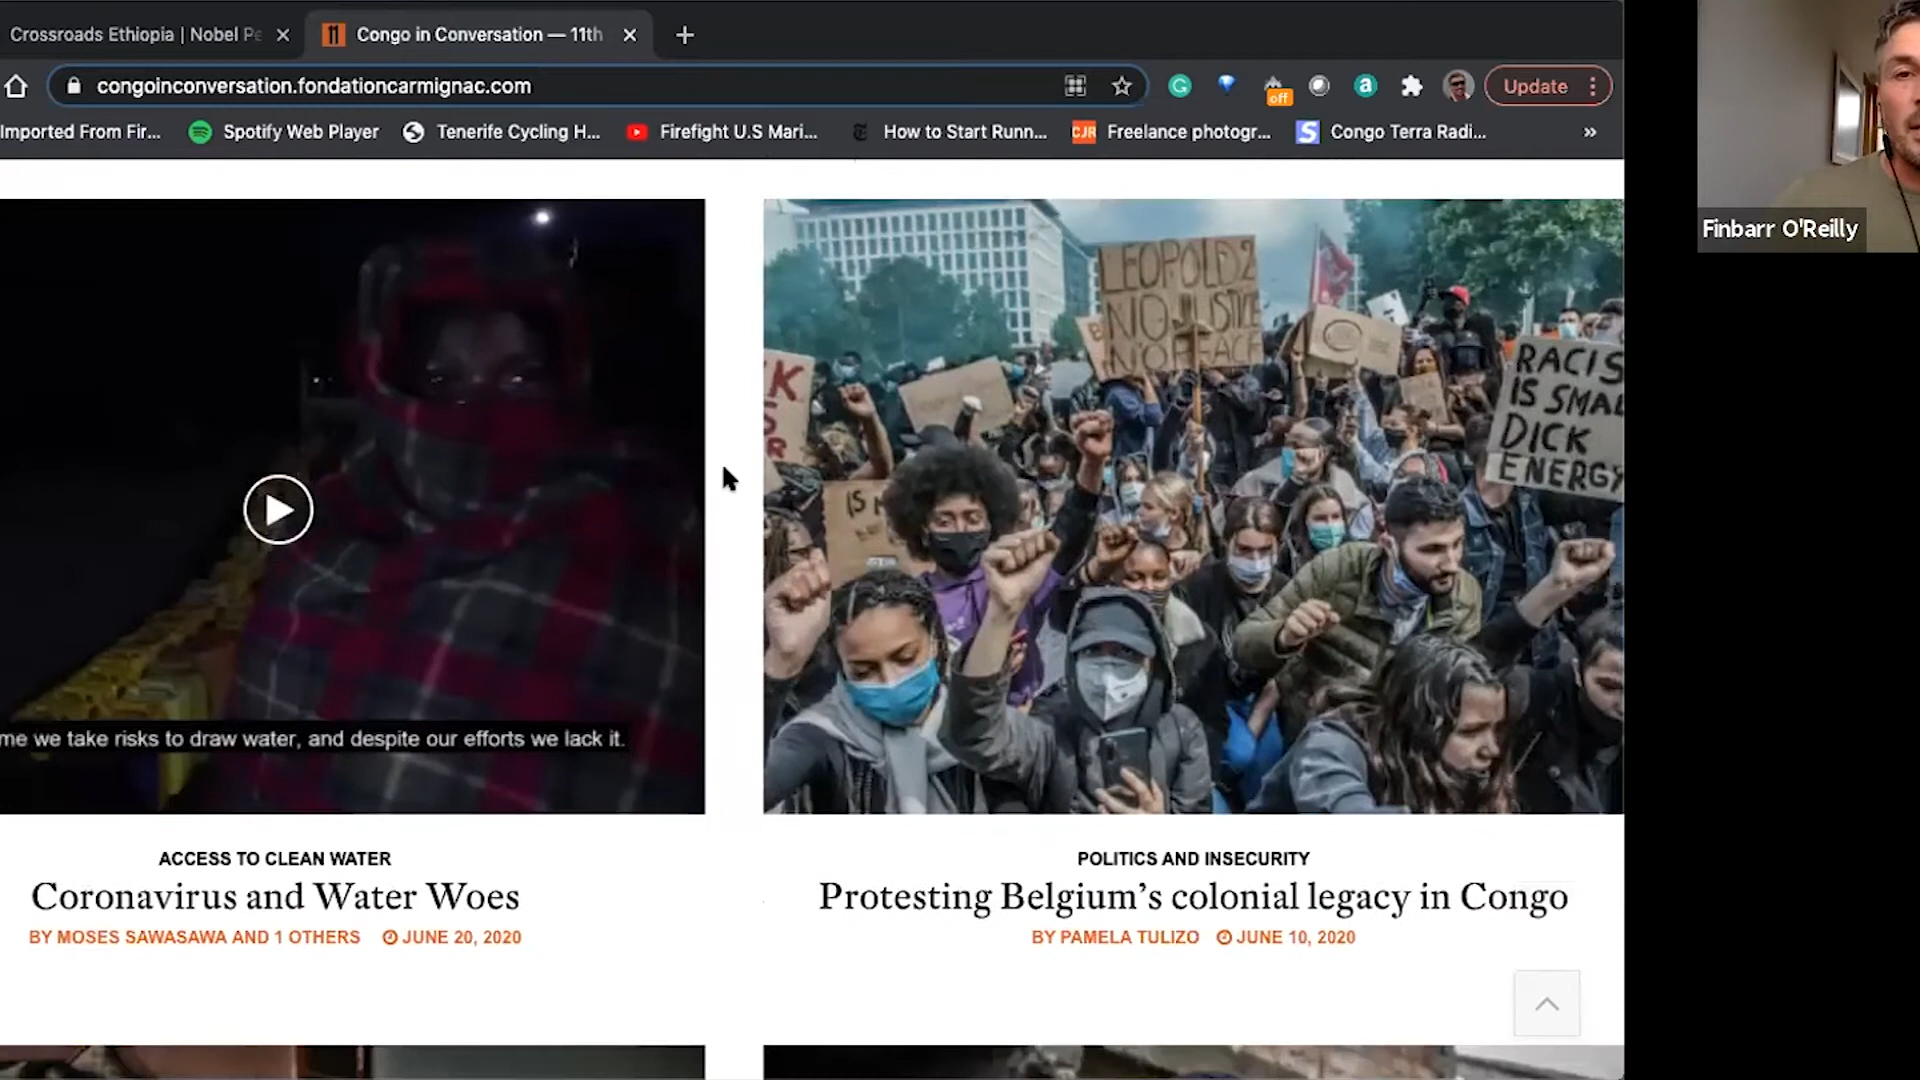 Crossroads Ethiopia | Nobel Pe
Congo in Conversation — 11th
congoinconversation.fondationcarmignac.com
off
Update
Imported From Fir...
Spotify Web Player
Tenerife Cycling H...
Firefight U.S Mari...
How to Start Runn...
CJR Freelance photogr...
Congo Terra Radi...
Finbarr O'Reilly
LEOPOLD 2
NO JUSTICE
NO PEACE
RACIS
IS SMAL
DICK
ENERGY
K
S
R
IS
me we take risks to draw water, and despite our efforts we lack it.
ACCESS TO CLEAN WATER
Coronavirus and Water Woes
BY MOSES SAWASAWA AND 1 OTHERS JUNE 20, 2020
POLITICS AND INSECURITY
Protesting Belgium's colonial legacy in Congo
BY PAMELA TULIZO JUNE 10, 2020